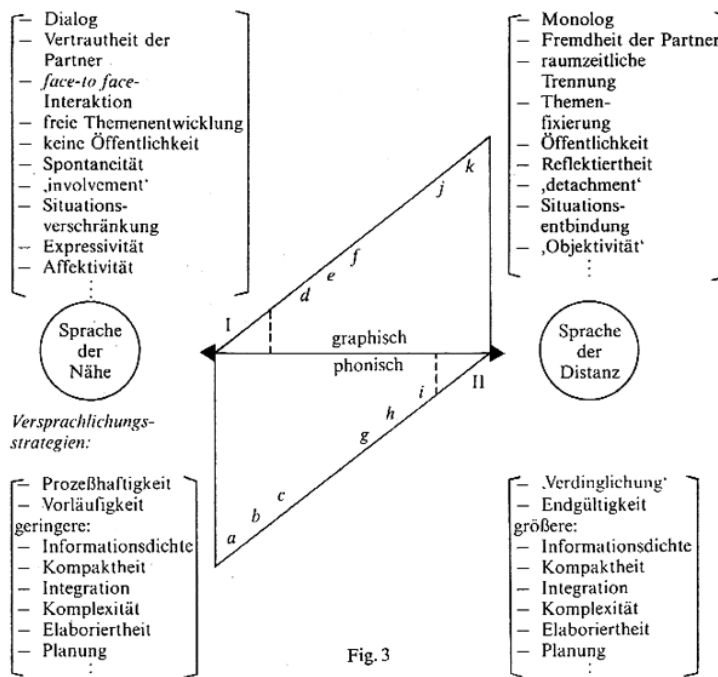 – Dialog
– Vertrautheit der
Partner
– face-to face-
Interaktion
– freie Themenentwicklung
– keine Öffentlichkeit
– Spontaneität
– ‚involvement‘
– Situations-
verschränkung
– Expressivität
– Affektivität
⋮
– Monolog
– Fremdheit der Partner
– raumzeitliche
Trennung
– Themen-
fixierung
– Öffentlichkeit
– Reflektiertheit
– ‚detachment‘
– Situations-
entbindung
– ‚Objektivität‘
⋮
k
j
f
e
d
I
Sprache
der
Nähe
graphisch
phonisch
Sprache
der
Distanz
II
i
h
g
c
b
a
Versprachlichungs-
strategien:
– Prozeßhaftigkeit
– Vorläufigkeit
geringere:
– Informationsdichte
– Kompaktheit
– Integration
– Komplexität
– Elaboriertheit
– Planung
⋮
– ‚Verdinglichung‘
– Endgültigkeit
größere:
– Informationsdichte
– Kompaktheit
– Integration
– Komplexität
– Elaboriertheit
– Planung
⋮
Fig. 3